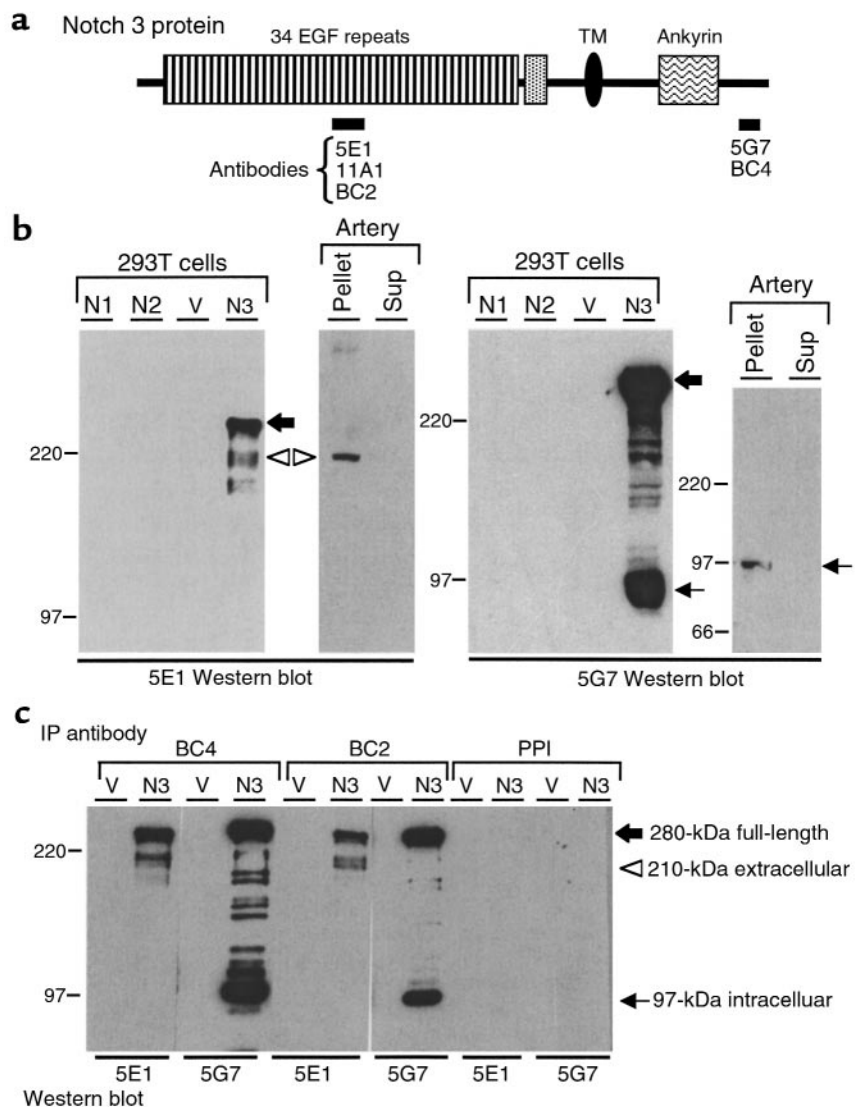 a
Notch 3 protein
34 EGF repeats
TM
Ankyrin
Antibodies
5E1
11A1
BC2
5G7
BC4
b
293T cells
N1 N2 V N3
Artery
Pellet
Sup
220
97
5E1 Western blot
293T cells
N1 N2 V N3
Artery
Pellet
Sup
220
97
220
97
66
5G7 Western blot
c
IP antibody
BC4 BC2 PPI
V N3 V N3 V N3 V N3 V N3 V N3
220
97
280-kDa full-length
210-kDa extracellular
97-kDa intracelluar
5E1 5G7 5E1 5G7 5E1 5G7
Western blot